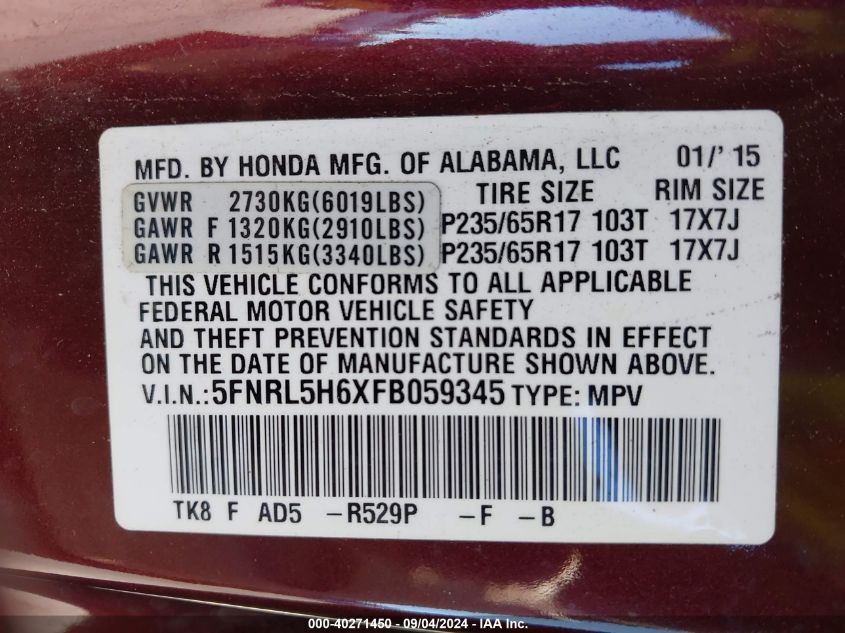 MFD. BY HONDA MFG. OF ALABAMA, LLC 01/' 15
TIRE SIZE RIM SIZE
GVWR 2730KG(6019LBS)
GAWR F 1320KG(2910LBS) P235/65R17 103T 17X7J
GAWR R 1515KG(3340LBS) P235/65R17 103T 17X7J
THIS VEHICLE CONFORMS TO ALL APPLICABLE
FEDERAL MOTOR VEHICLE SAFETY
AND THEFT PREVENTION STANDARDS IN EFFECT
ON THE DATE OF MANUFACTURE SHOWN ABOVE.
V.I.N.:5FNRL5H6XFB059345 TYPE: MPV
TK8 F AD5 -R529P -F -B
000-40271450 - 09/04/2024 - IAA Inc.